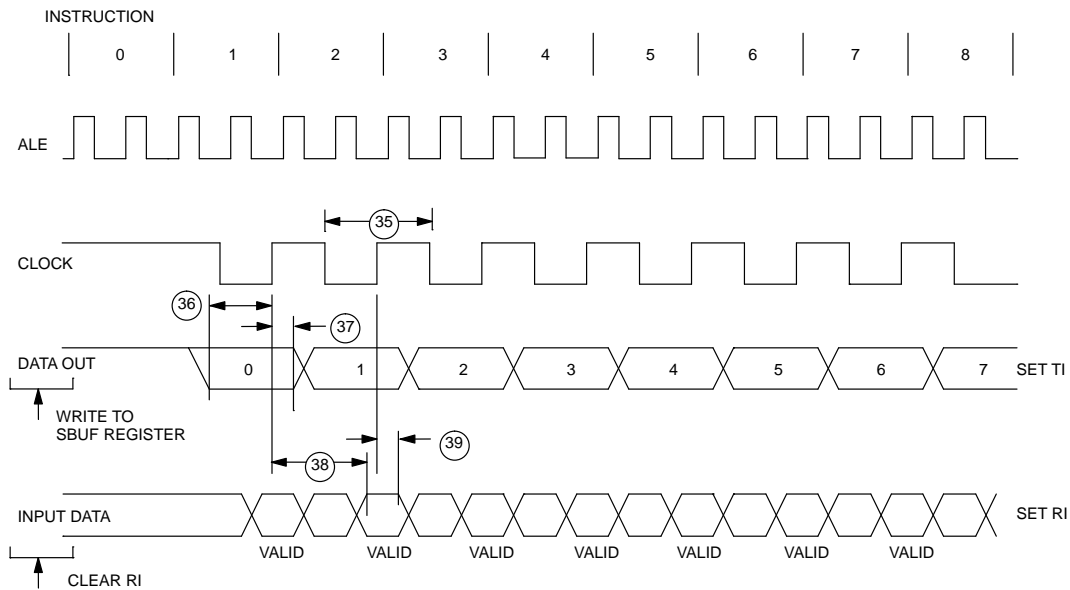 INSTRUCTION
0 1 2 3 4 5 6 7 8
ALE
35
CLOCK
36
37
DATA OUT 0 1 2 3 4 5 6 7 SET TI
WRITE TO
SBUF REGISTER
39
38
INPUT DATA SET RI
VALID VALID VALID VALID VALID VALID VALID
CLEAR RI